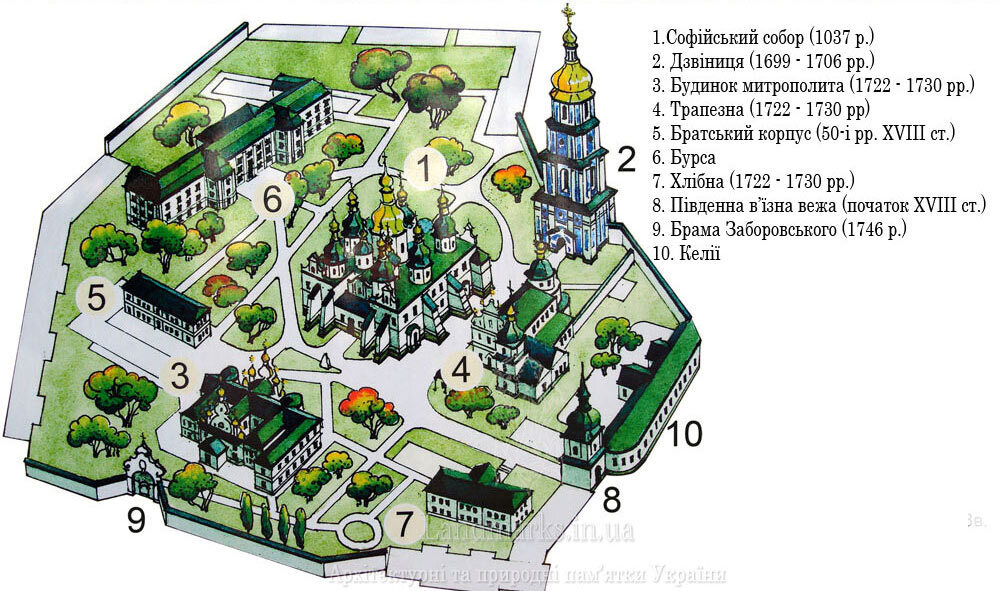 1.Софійський собор (1037 р.)
2. Дзвіниця (1699 - 1706 рр.)
3. Будинок митрополита (1722 - 1730 рр.)
4. Трапезна (1722 - 1730 рр)
5. Братський корпус (50-і рр. XVIII ст.)
6. Бурса
7. Хлібна (1722 - 1730 рр.)
8. Південна в'їзна вежа (початок XVIII ст.)
9. Брама Заборовського (1746 р.)
10. Келії
1
2
6
5
3
4
10
8
9
7
Landmarks.in.ua
Архітектурні та природні пам'ятки України